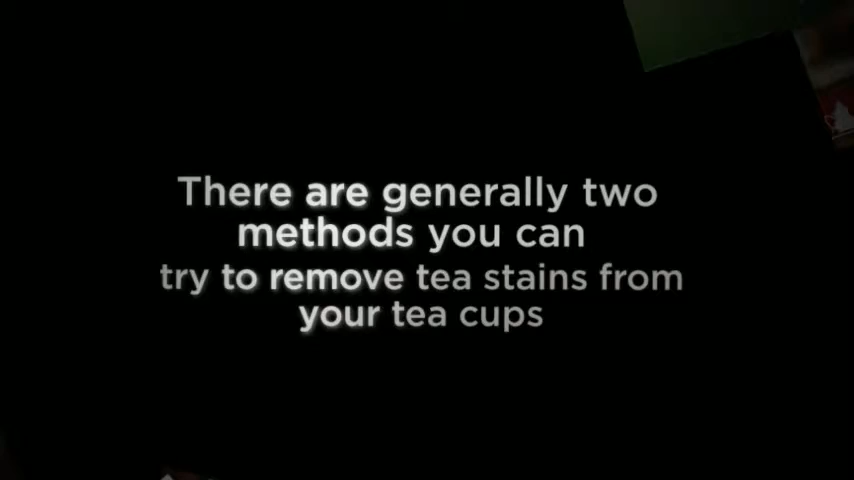 There are generally two
methods you can
try to remove tea stains from
your tea cups